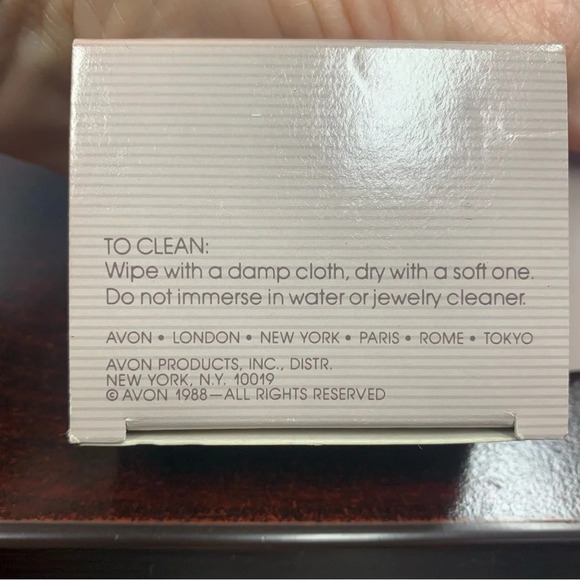 TO CLEAN:
Wipe with a damp cloth, dry with a soft one.
Do not immerse in water or jewelry cleaner.
AVON • LONDON • NEW YORK • PARIS • ROME • TOKYO
AVON PRODUCTS, INC., DISTR.
NEW YORK, N.Y. 10019
© AVON 1988—ALL RIGHTS RESERVED